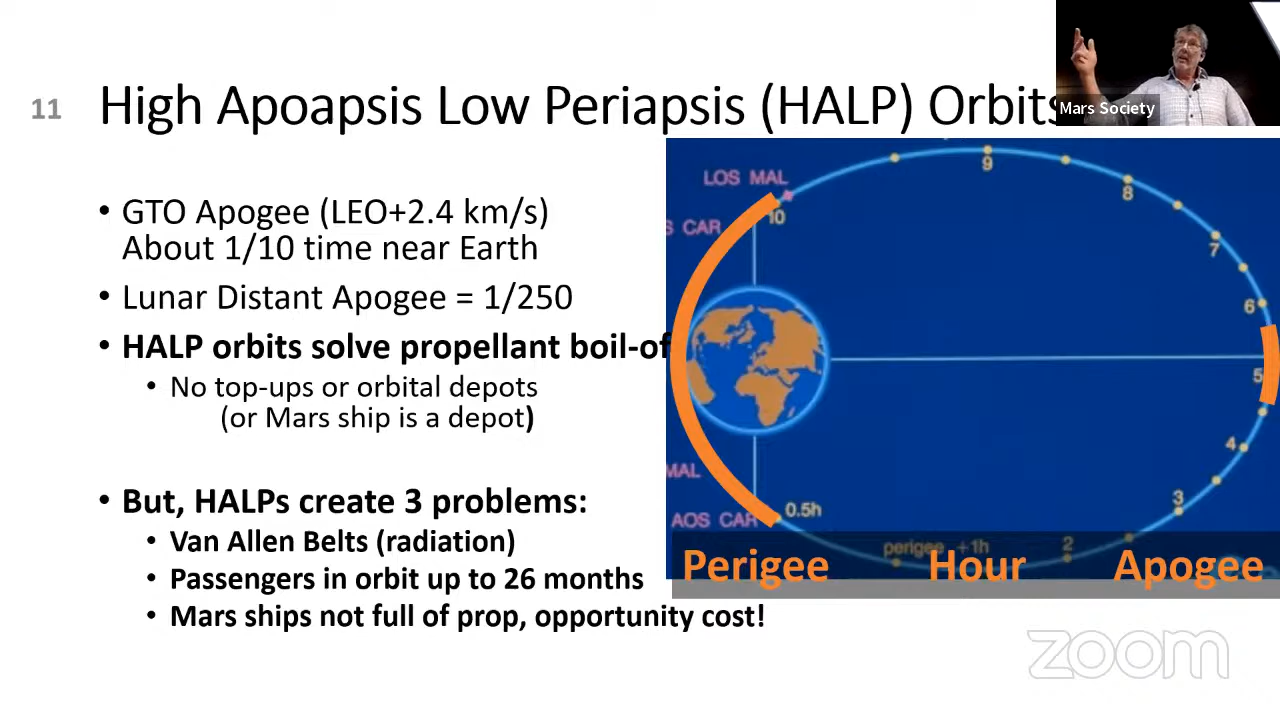 11
High Apoapsis Low Periapsis (HALP) Orbits
Mars Society
• GTO Apogee (LEO+2.4 km/s)
About 1/10 time near Earth
• Lunar Distant Apogee = 1/250
• HALP orbits solve propellant boil-of
• No top-ups or orbital depots
(or Mars ship is a depot)
• But, HALPs create 3 problems:
• Van Allen Belts (radiation)
• Passengers in orbit up to 26 months
• Mars ships not full of prop, opportunity cost!
LOS MAL
10
9
8
7
S CAR
6
5
4
MAL
3
0.5h
AOS CAR
perigee +1h
2
Perigee Hour Apogee
zoom